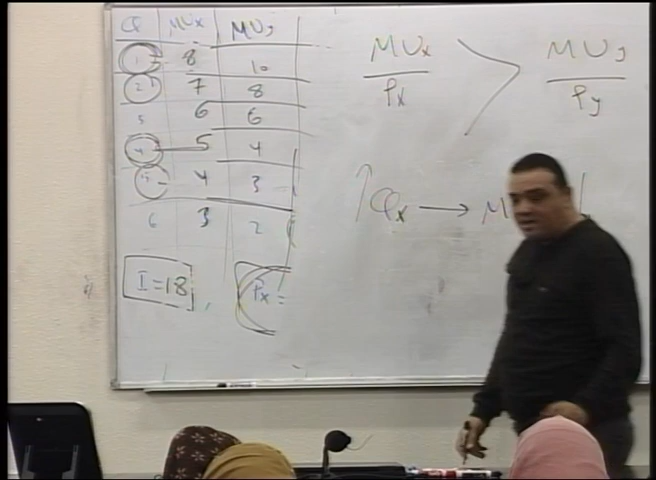 Q MUx MUy
1 8 10
2 7 8
3 6 6
4 5 4
5 4 3
6 3 2
I=18
Px =
MUx / Px > MUy / Py
↑Qx → M